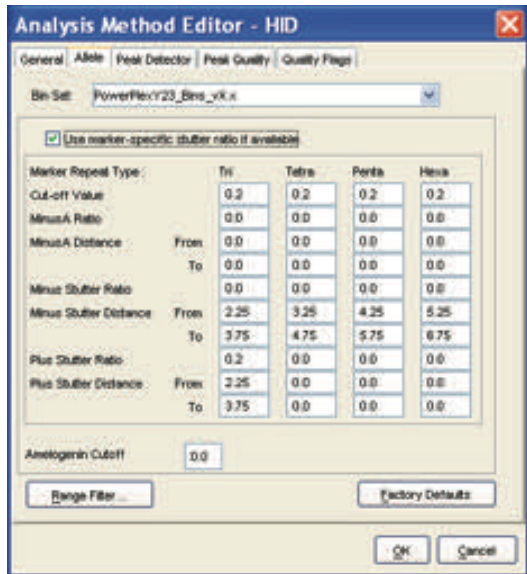 Analysis Method Editor - HID
General Allele Peak Detector Peak Quality Quality Flags
Bin Set: PowerPlexY23_Bins_vX.x
Use marker-specific stutter ratio if available
Marker Repeat Type: Tri Tetra Penta Hexa
Cut-off Value 0.2 0.2 0.2 0.2
MinusA Ratio 0.0 0.0 0.0 0.0
MinusA Distance From 0.0 0.0 0.0 0.0
To 0.0 0.0 0.0 0.0
Minus Stutter Ratio 0.0 0.0 0.0 0.0
Minus Stutter Distance From 2.25 3.25 4.25 5.25
To 3.75 4.75 5.75 6.75
Plus Stutter Ratio 0.2 0.0 0.0 0.0
Plus Stutter Distance From 2.25 0.0 0.0 0.0
To 3.75 0.0 0.0 0.0
Amelogenin Cutoff 0.0
Range Filter ... Factory Defaults
OK Cancel